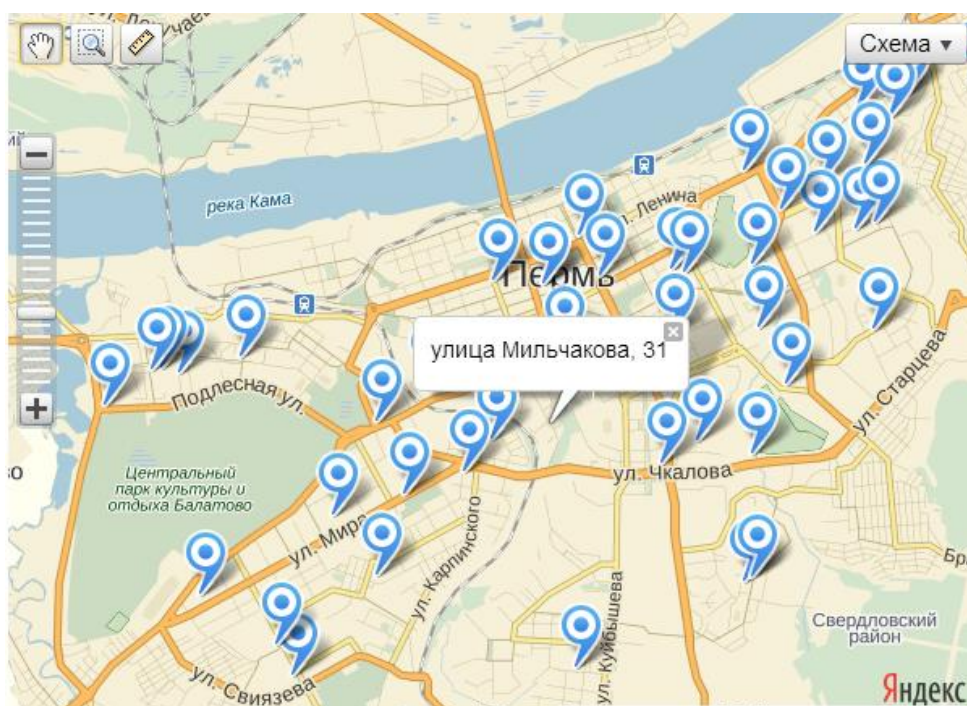 Схема
река Кама
Ленина
Пермь
улица Мильчакова, 31
Подлесная ул.
ул. Старцева
Центральный
парк культуры и
отдыха Балатово
ул. Чкалова
ул. Мира
ул. Карпинского
ул. Куйбышева
Свердловский
район
ул. Свиязева
Яндекс